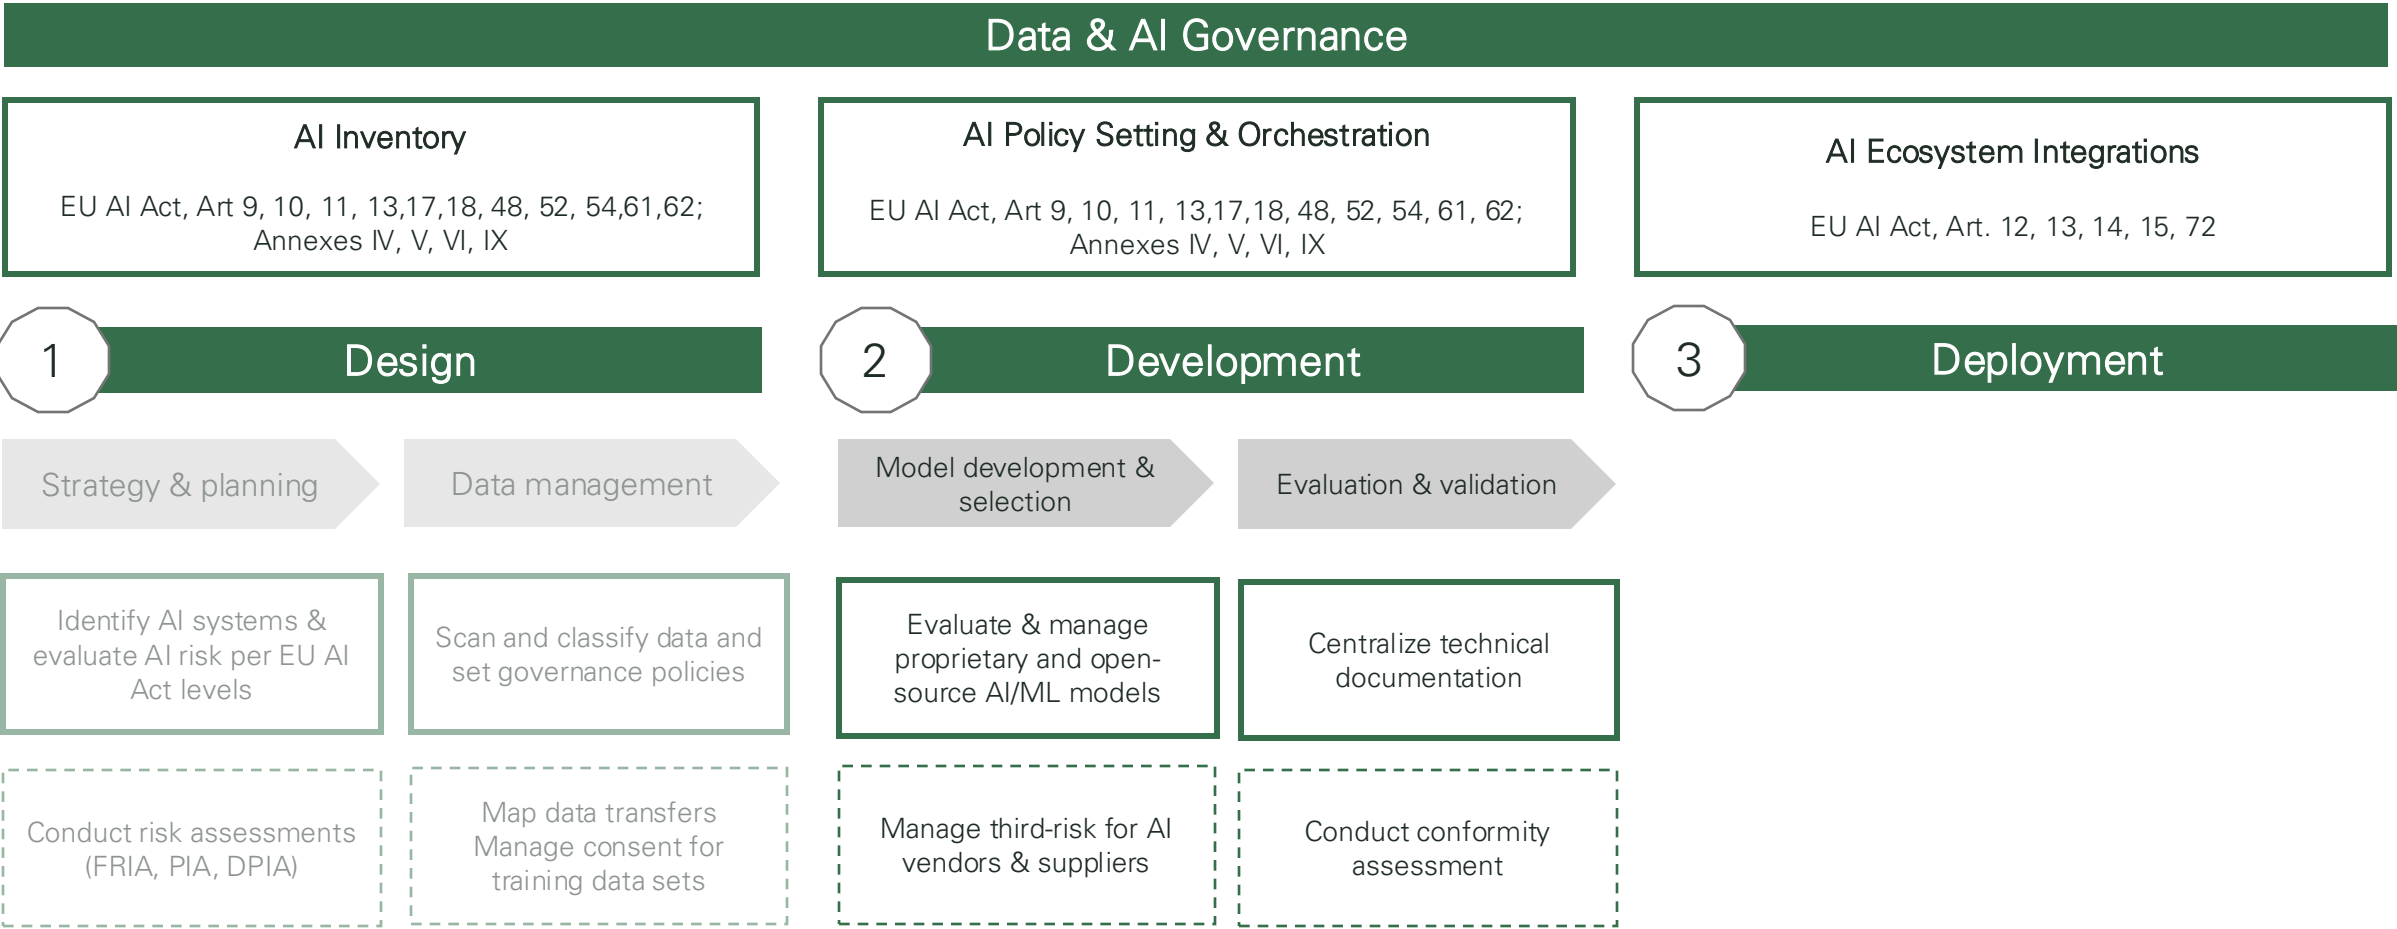 Data & AI Governance
AI Inventory
EU AI Act, Art 9, 10, 11, 13,17,18, 48, 52, 54,61,62;
Annexes IV, V, VI, IX
AI Policy Setting & Orchestration
EU AI Act, Art 9, 10, 11, 13,17,18, 48, 52, 54, 61, 62;
Annexes IV, V, VI, IX
AI Ecosystem Integrations
EU AI Act, Art. 12, 13, 14, 15, 72
1
Design
2
Development
3
Deployment
Strategy & planning
Data management
Model development &
selection
Evaluation & validation
Identify AI systems &
evaluate AI risk per EU AI
Act levels
Scan and classify data and
set governance policies
Evaluate & manage
proprietary and open-
source AI/ML models
Centralize technical
documentation
Conduct risk assessments
(FRIA, PIA, DPIA)
Map data transfers
Manage consent for
training data sets
Manage third-risk for AI
vendors & suppliers
Conduct conformity
assessment